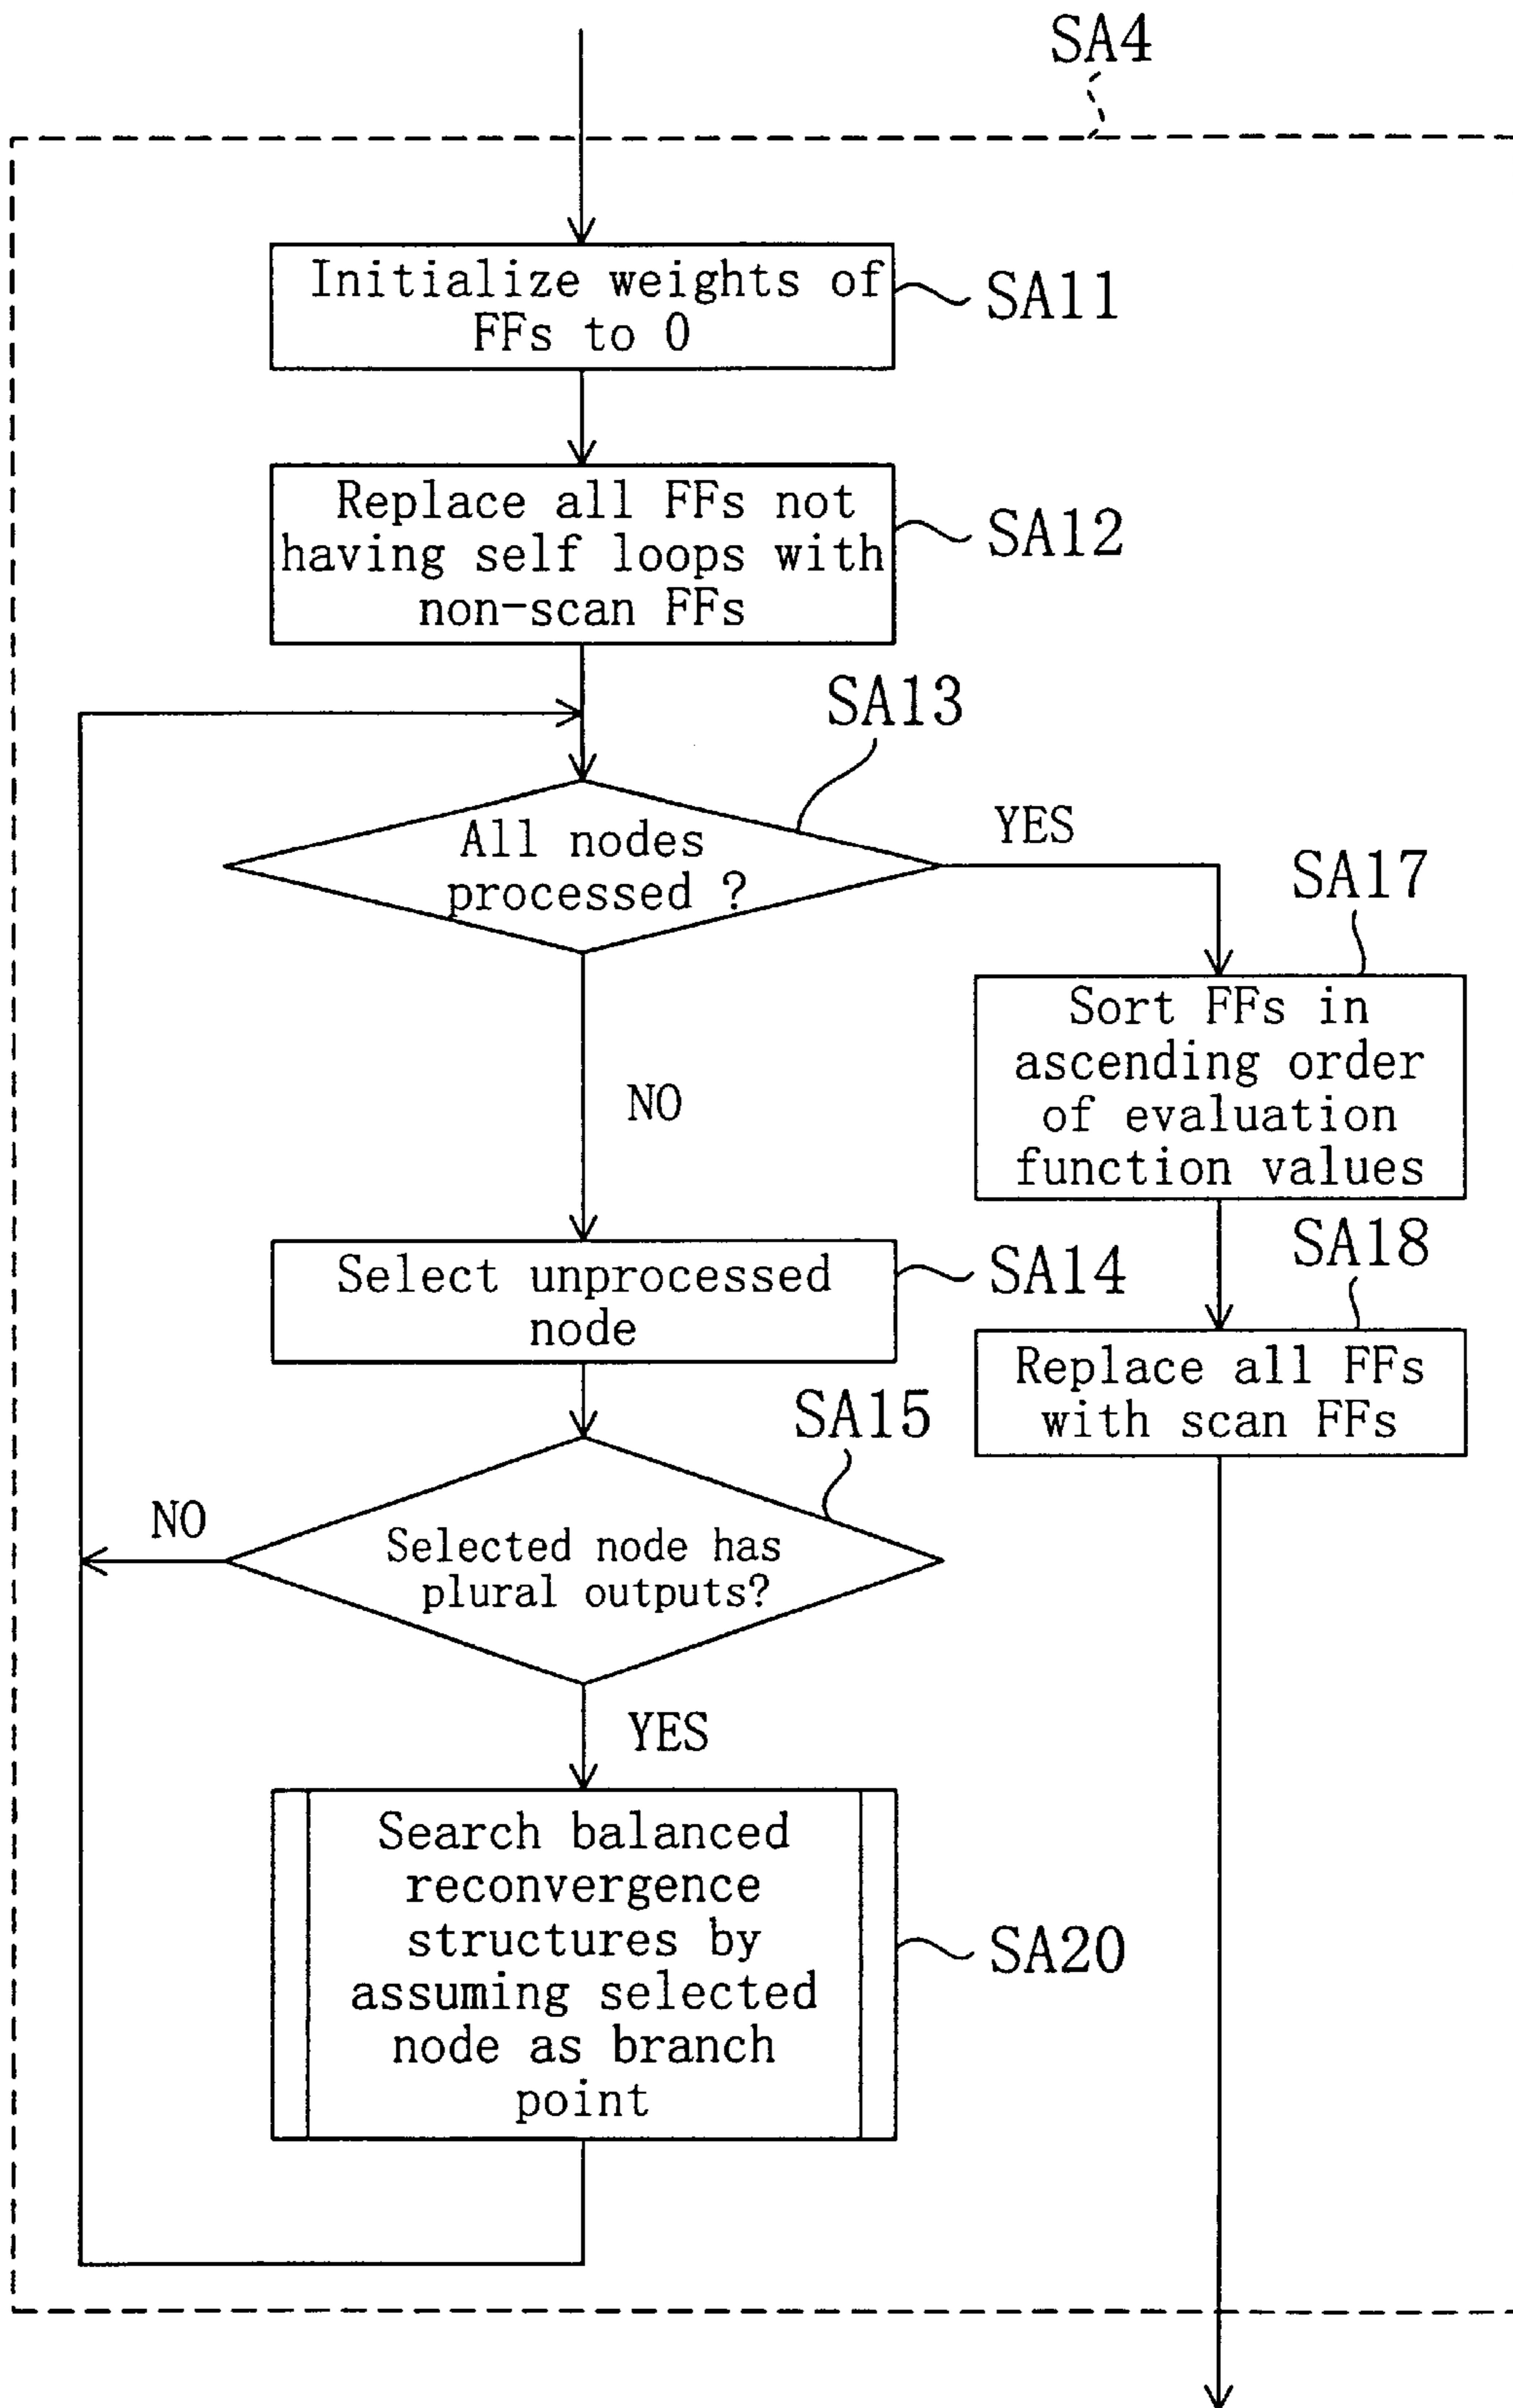 SA4
Initialize weights of
FFs to 0
SA11
Replace all FFs not
having self loops with
non-scan FFs
SA12
SA13
All nodes
processed ?
YES
NO
SA17
Sort FFs in
ascending order
of evaluation
function values
Select unprocessed
node
SA14
SA18
Replace all FFs
with scan FFs
SA15
Selected node has
plural outputs?
NO
YES
Search balanced
reconvergence
structures by
assuming selected
node as branch
point
SA20